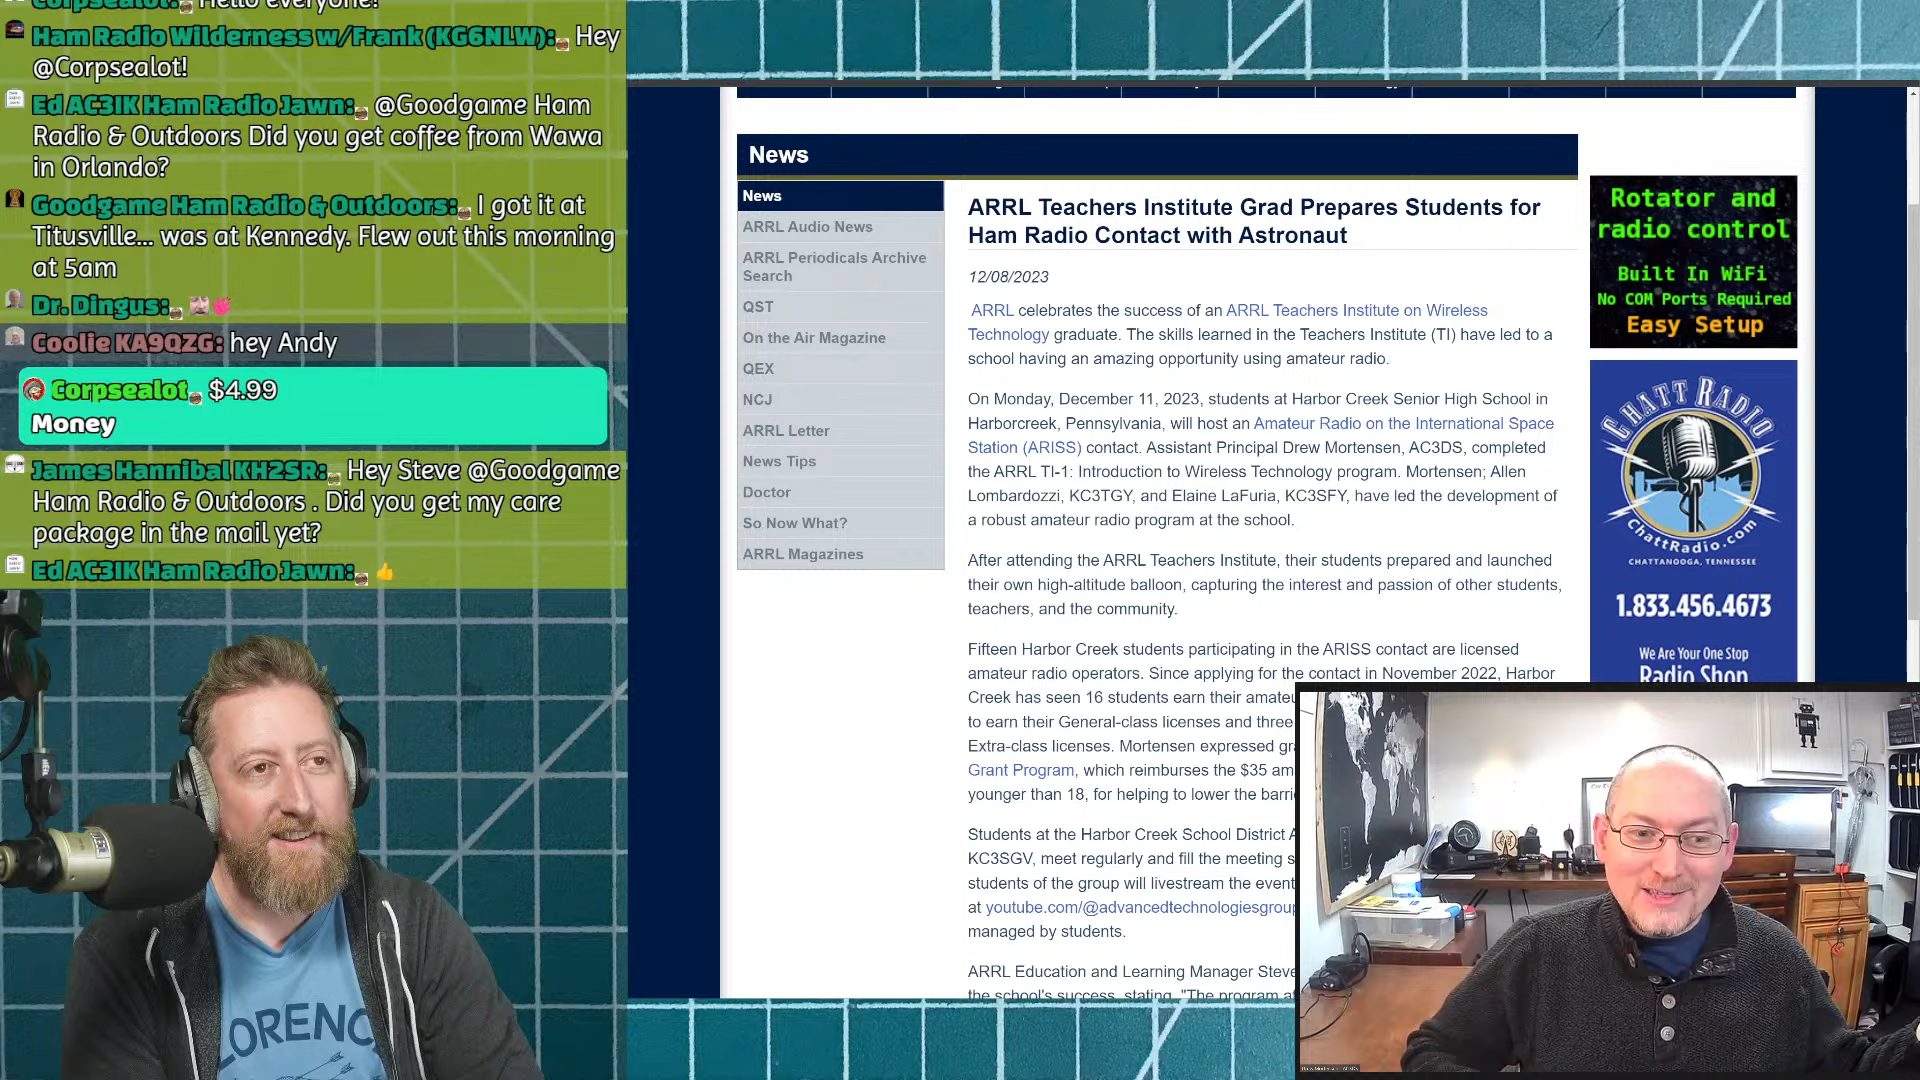 Corpsealot: Hello everyone!
Ham Radio Wilderness w/Frank (KG6NLW): Hey
@Corpsealot!
Ed AC3IK Ham Radio Jawn: @Goodgame Ham
Radio & Outdoors Did you get coffee from Wawa
in Orlando?
Goodgame Ham Radio & Outdoors: I got it at
Titusville... was at Kennedy. Flew out this morning
at 5am
Dr. Dingus:
Coolie KA9QZG: hey Andy
Corpsealot $4.99
Money
James Hannibal KH2SR: Hey Steve @Goodgame
Ham Radio & Outdoors . Did you get my care
package in the mail yet?
Ed AC3IK Ham Radio Jawn: 👍
News
News
ARRL Audio News
ARRL Periodicals Archive
Search
QST
On the Air Magazine
QEX
NCJ
ARRL Letter
News Tips
Doctor
So Now What?
ARRL Magazines
ARRL Teachers Institute Grad Prepares Students for
Ham Radio Contact with Astronaut
12/08/2023
ARRL celebrates the success of an ARRL Teachers Institute on Wireless
Technology graduate. The skills learned in the Teachers Institute (TI) have led to a
school having an amazing opportunity using amateur radio.
On Monday, December 11, 2023, students at Harbor Creek Senior High School in
Harborcreek, Pennsylvania, will host an Amateur Radio on the International Space
Station (ARISS) contact. Assistant Principal Drew Mortensen, AC3DS, completed
the ARRL TI-1: Introduction to Wireless Technology program. Mortensen; Allen
Lombardozzi, KC3TGY, and Elaine LaFuria, KC3SFY, have led the development of
a robust amateur radio program at the school.
After attending the ARRL Teachers Institute, their students prepared and launched
their own high-altitude balloon, capturing the interest and passion of other students,
teachers, and the community.
Fifteen Harbor Creek students participating in the ARISS contact are licensed
amateur radio operators. Since applying for the contact in November 2022, Harbor
Creek has seen 16 students earn their amateu
to earn their General-class licenses and three
Extra-class licenses. Mortensen expressed gr
Grant Program, which reimburses the $35 am
younger than 18, for helping to lower the barri
Students at the Harbor Creek School District A
KC3SGV, meet regularly and fill the meeting s
students of the group will livestream the event
at youtube.com/@advancedtechnologiesgroup
managed by students.
ARRL Education and Learning Manager Steve
the school's success, stating, "The program at
Rotator and
radio control
Built In WiFi
No COM Ports Required
Easy Setup
CHATT RADIO
ChattRadio.com
CHATTANOOGA, TENNESSEE
1.833.456.4673
We Are Your One Stop
Radio Shop
LORENC